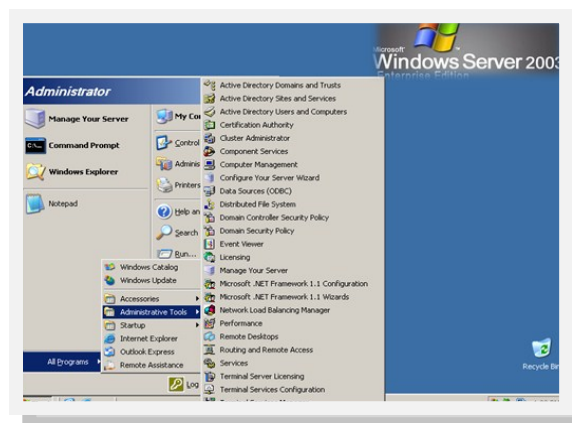 Microsoft
Windows Server 2003
Enterprise Edition
Administrator
Manage Your Server
Command Prompt
Windows Explorer
Notepad
All Programs
My Co
Control
Adminis
Printers
Help an
Search
Run...
Log
Windows Catalog
Windows Update
Accessories
Administrative Tools
Startup
Internet Explorer
Outlook Express
Remote Assistance
Active Directory Domains and Trusts
Active Directory Sites and Services
Active Directory Users and Computers
Certification Authority
Cluster Administrator
Component Services
Computer Management
Configure Your Server Wizard
Data Sources (ODBC)
Distributed File System
Domain Controller Security Policy
Domain Security Policy
Event Viewer
Licensing
Manage Your Server
Microsoft .NET Framework 1.1 Configuration
Microsoft .NET Framework 1.1 Wizards
Network Load Balancing Manager
Performance
Remote Desktops
Routing and Remote Access
Services
Terminal Server Licensing
Terminal Services Configuration
Recycle Bin